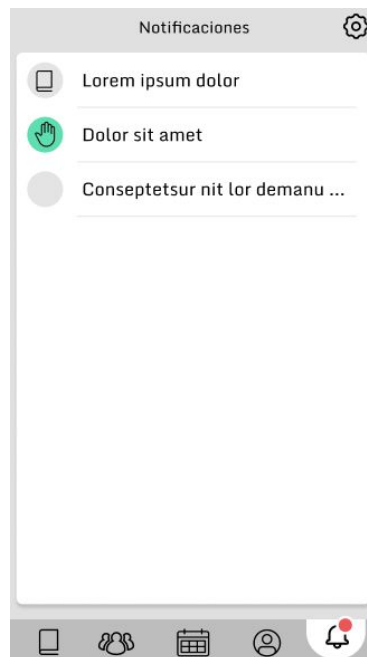 Notificaciones
Lorem ipsum dolor
Dolor sit amet
Conseptetsur nit lor demanu ...